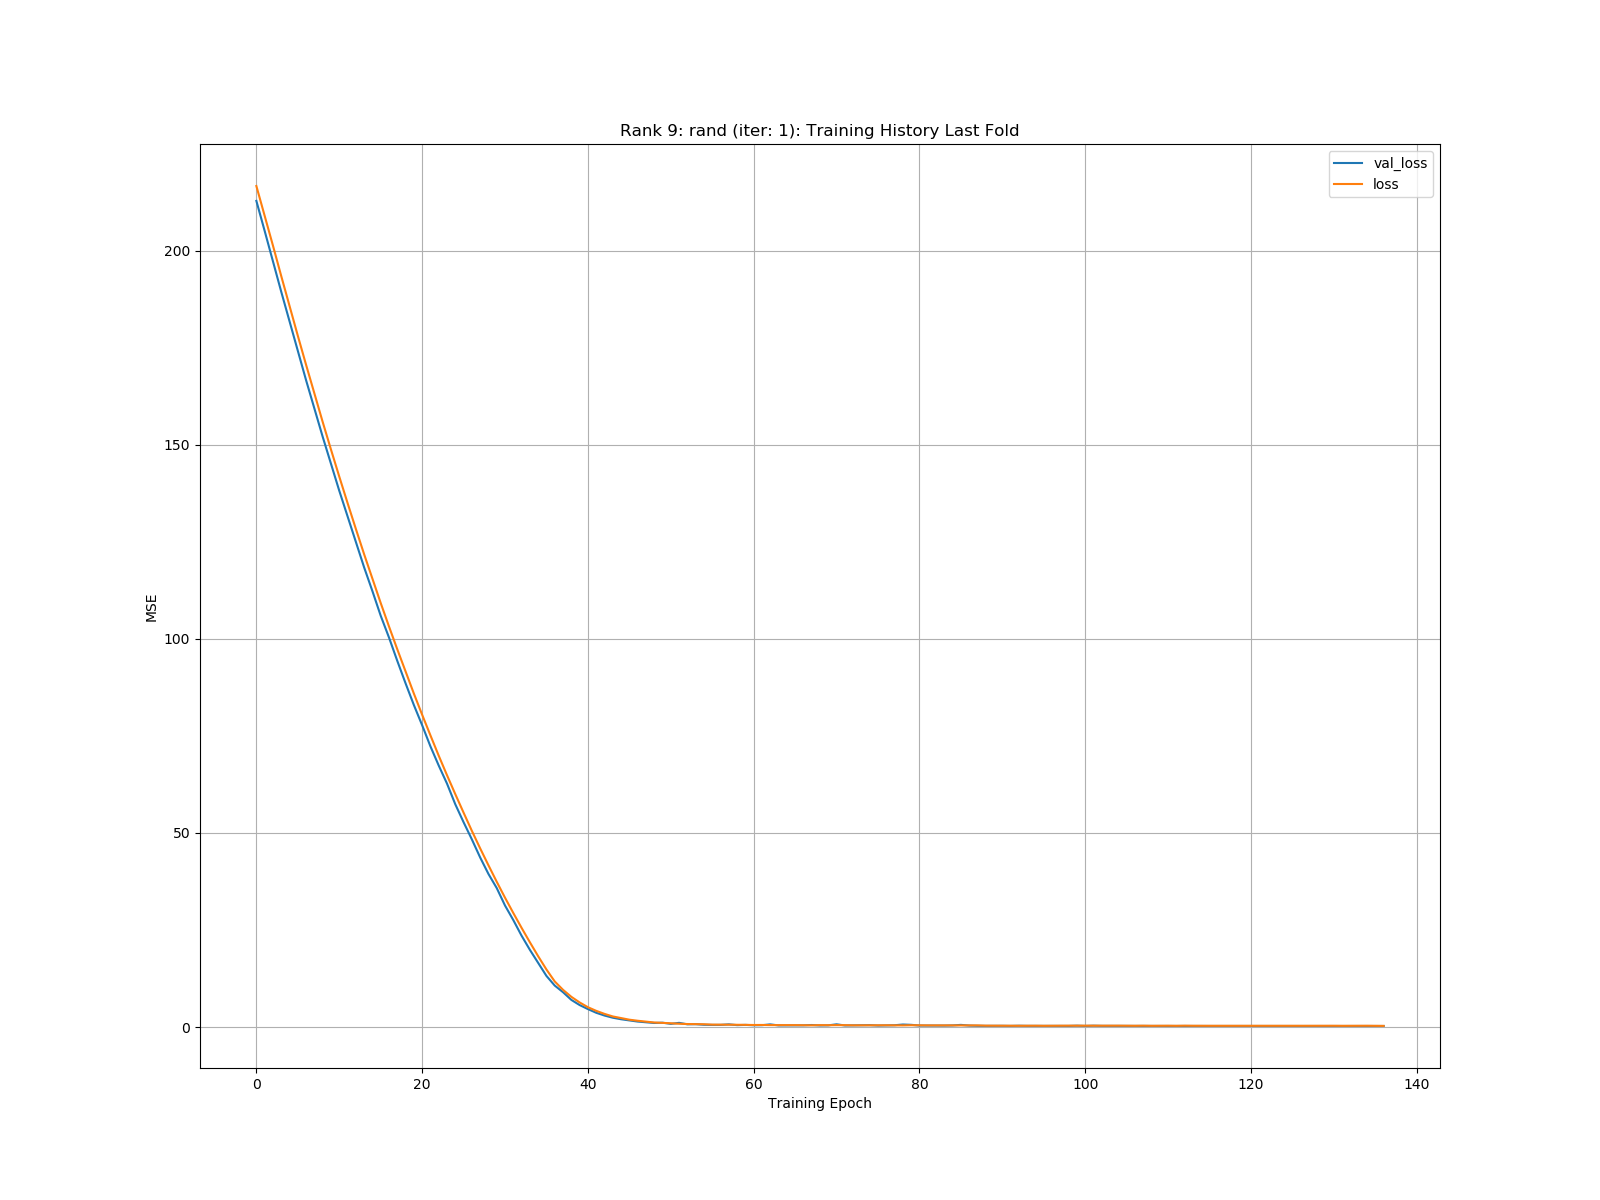 Rank 9: rand (iter: 1): Training History Last Fold
val_loss
loss
200
150
100
50
0
MSE
0 20 40 60 80 100 120 140
Training Epoch